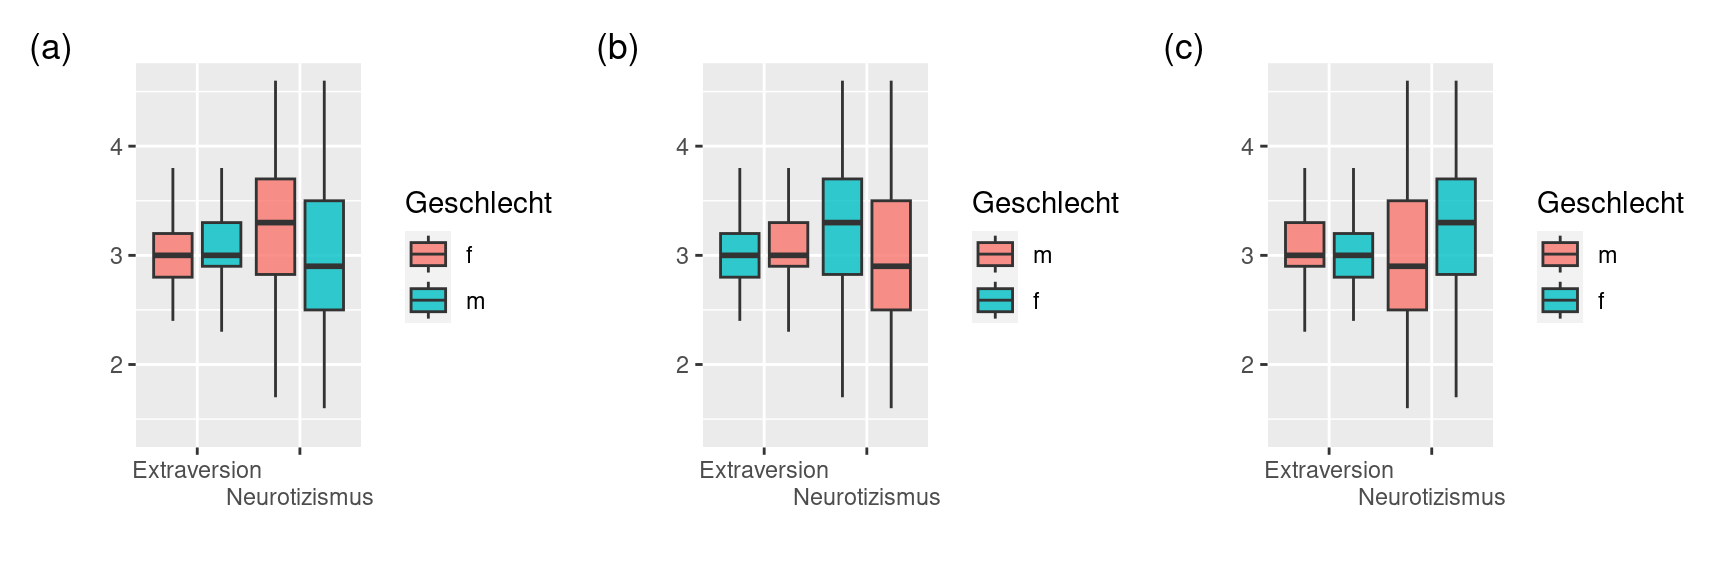 (a)
4
3
2
Extraversion
Neurotizismus
Geschlecht
f
m
(b)
4
3
2
Extraversion
Neurotizismus
Geschlecht
m
f
(c)
4
3
2
Extraversion
Neurotizismus
Geschlecht
m
f